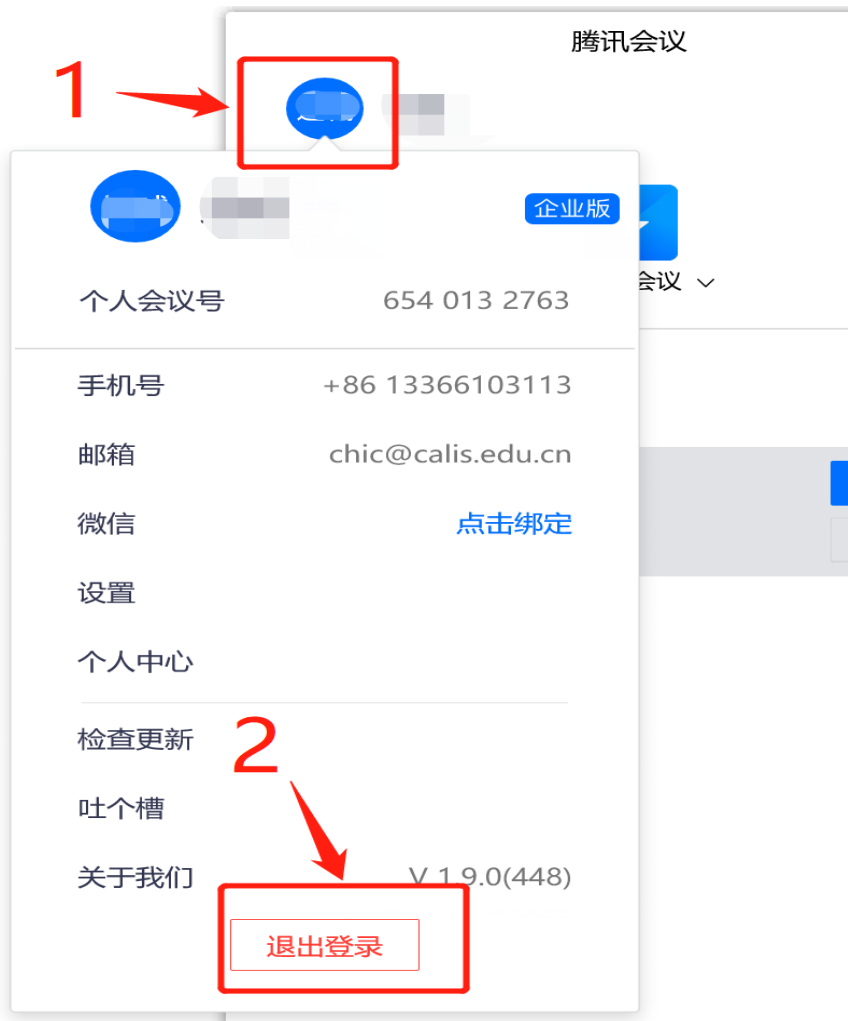 腾讯会议
1
企业版
会议
个人会议号 654 013 2763
手机号 +86 13366103113
邮箱 chic@calis.edu.cn
微信 点击绑定
设置
个人中心
检查更新
2
吐个槽
关于我们 V 1.9.0(448)
退出登录